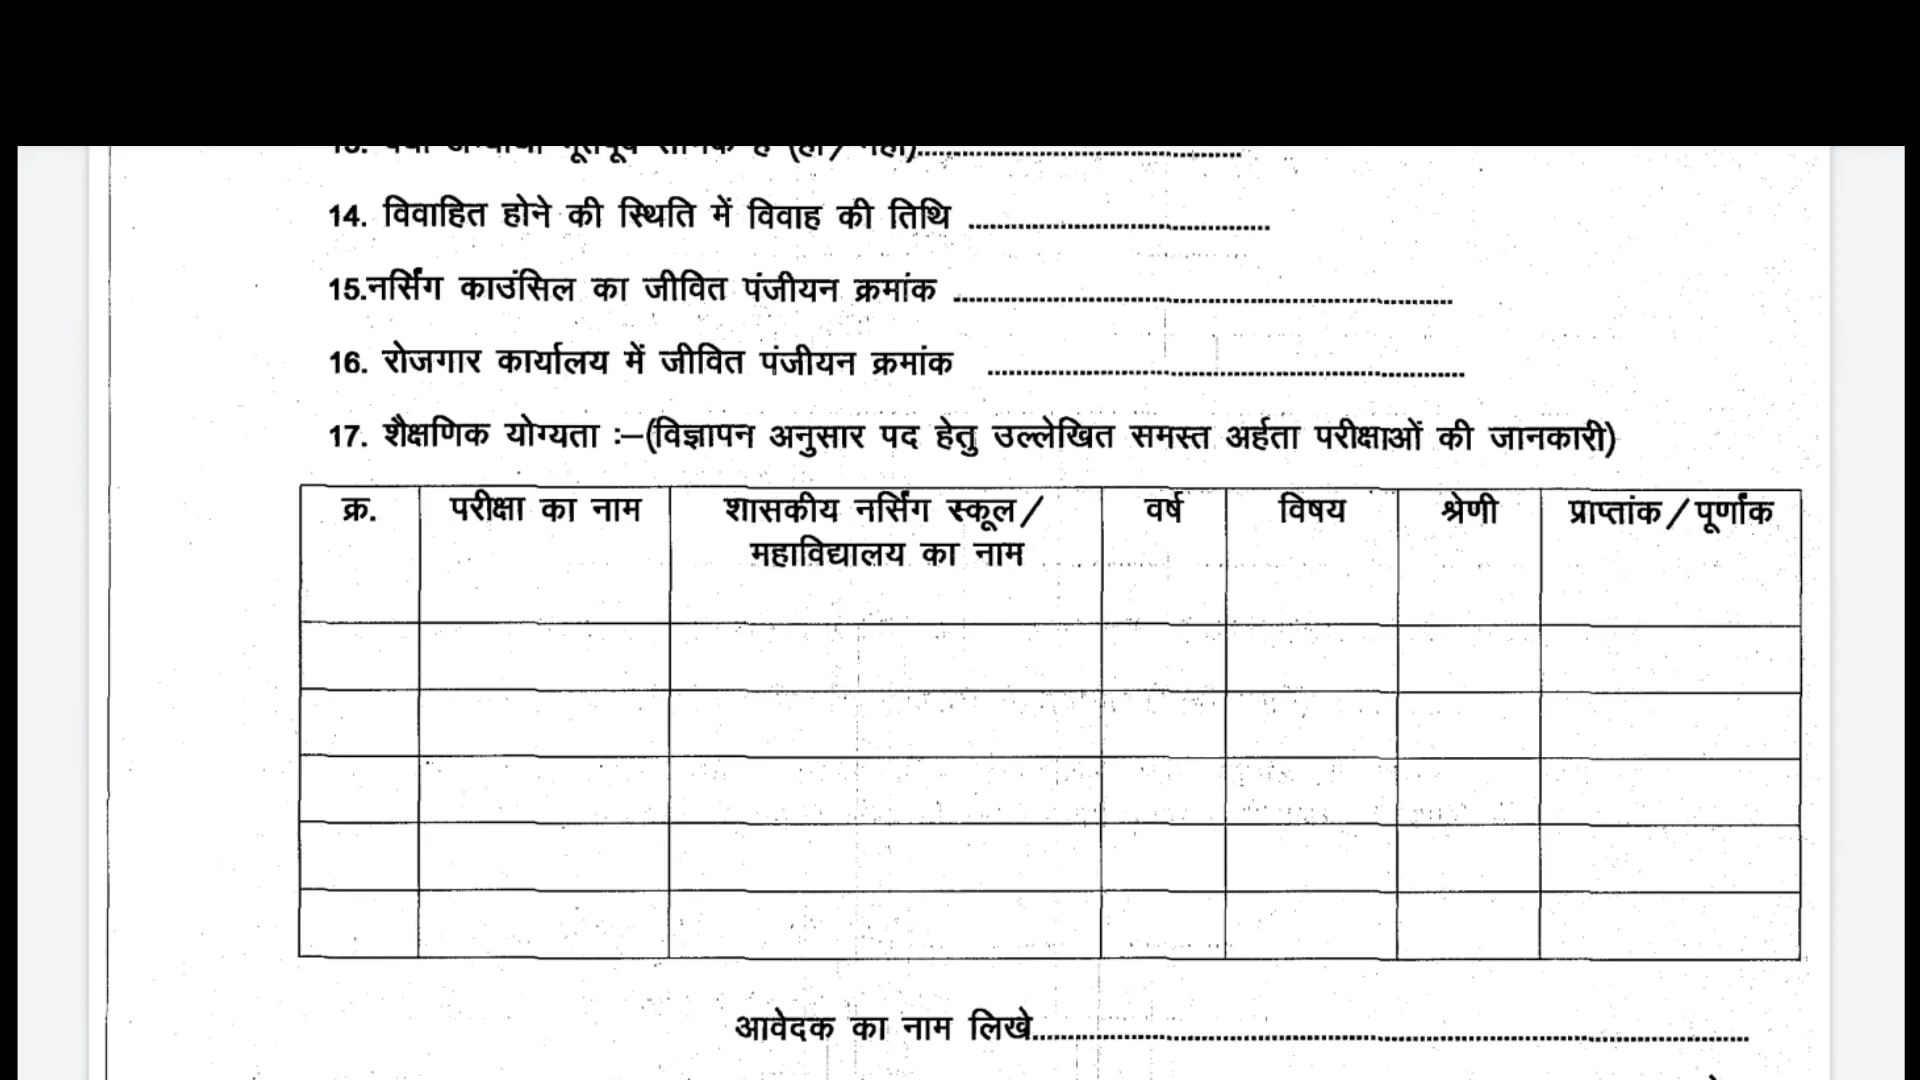 14. विवाहित होने की स्थिति में विवाह की तिथि ..........................................
15.नर्सिंग काउंसिल का जीवित पंजीयन क्रमांक ......................................................................
16. रोजगार कार्यालय में जीवित पंजीयन क्रमांक ...................................................................
17. शैक्षणिक योग्यता :–(विज्ञापन अनुसार पद हेतु उल्लेखित समस्त अर्हता परीक्षाओं की जानकारी)
क्र. परीक्षा का नाम शासकीय नर्सिंग स्कूल/ वर्ष विषय श्रेणी प्राप्तांक/पूर्णांक
महाविद्यालय का नाम
आवेदक का नाम लिखे....................................................................................................